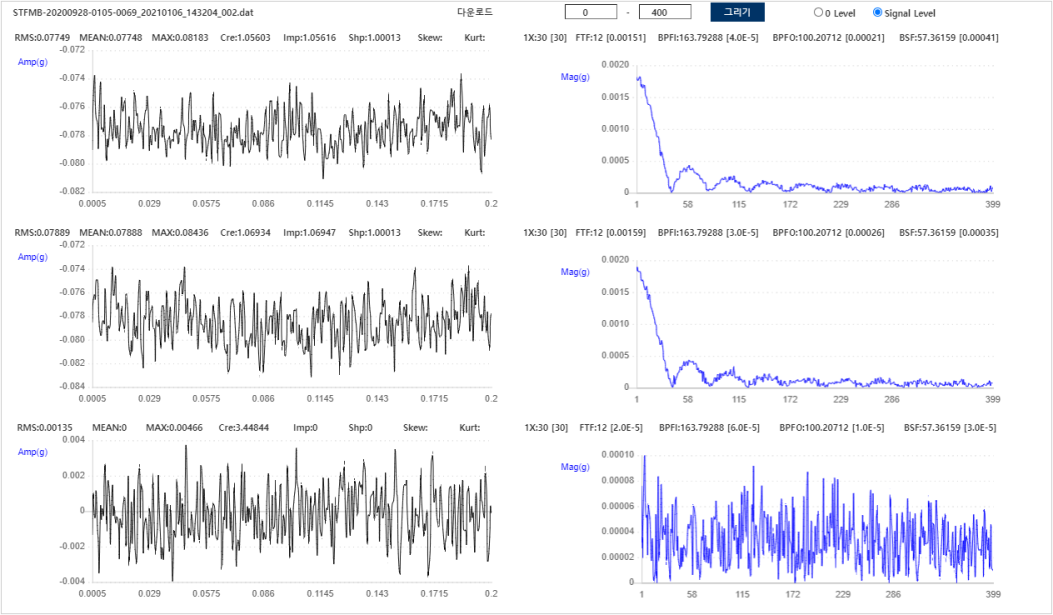 STFMB-20200928-0105-0069_20210106_143204_002.dat 다운로드 0 - 400 그리기 0 Level Signal Level
RMS:0.07749 MEAN:0.07748 MAX:0.08183 Cre:1.05603 Imp:1.05616 Shp:1.00013 Skew: Kurt:
Amp(g)
-0.072
-0.074
-0.076
-0.078
-0.080
-0.082
0.0005 0.029 0.0575 0.086 0.1145 0.143 0.1715 0.2
1X:30 [30] FTF:12 [0.00151] BPFI:163.79288 [4.0E-5] BPFO:100.20712 [0.00021] BSF:57.36159 [0.00041]
Mag(g)
0.0020
0.0015
0.0010
0.0005
0
1 58 115 172 229 286 399
RMS:0.07889 MEAN:0.07888 MAX:0.08436 Cre:1.06934 Imp:1.06947 Shp:1.00013 Skew: Kurt:
Amp(g)
-0.072
-0.074
-0.076
-0.078
-0.080
-0.082
-0.084
0.0005 0.029 0.0575 0.086 0.1145 0.143 0.1715 0.2
1X:30 [30] FTF:12 [0.00159] BPFI:163.79288 [3.0E-5] BPFO:100.20712 [0.00026] BSF:57.36159 [0.00035]
Mag(g)
0.0020
0.0015
0.0010
0.0005
0
1 58 115 172 229 286 399
RMS:0.00135 MEAN:0 MAX:0.00466 Cre:3.44844 Imp:0 Shp:0 Skew: Kurt:
Amp(g)
0.004
0.002
0
-0.002
-0.004
0.0005 0.029 0.0575 0.086 0.1145 0.143 0.1715 0.2
1X:30 [30] FTF:12 [2.0E-5] BPFI:163.79288 [6.0E-5] BPFO:100.20712 [1.0E-5] BSF:57.36159 [3.0E-5]
Mag(g)
0.00010
0.00008
0.00006
0.00004
0.00002
0
1 58 115 172 229 286 399